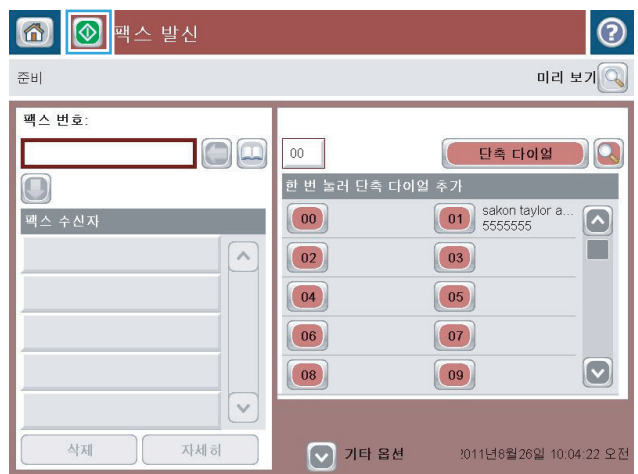 팩스 발신
준비
미리 보기
팩스 번호:
00
단축 다이얼
한 번 눌러 단축 다이얼 추가
팩스 수신자
00
01 sakon taylor a...
5555555
02
03
04
05
06
07
08
09
삭제
자세히
기타 옵션
2011년8월26일 10:04:22 오전